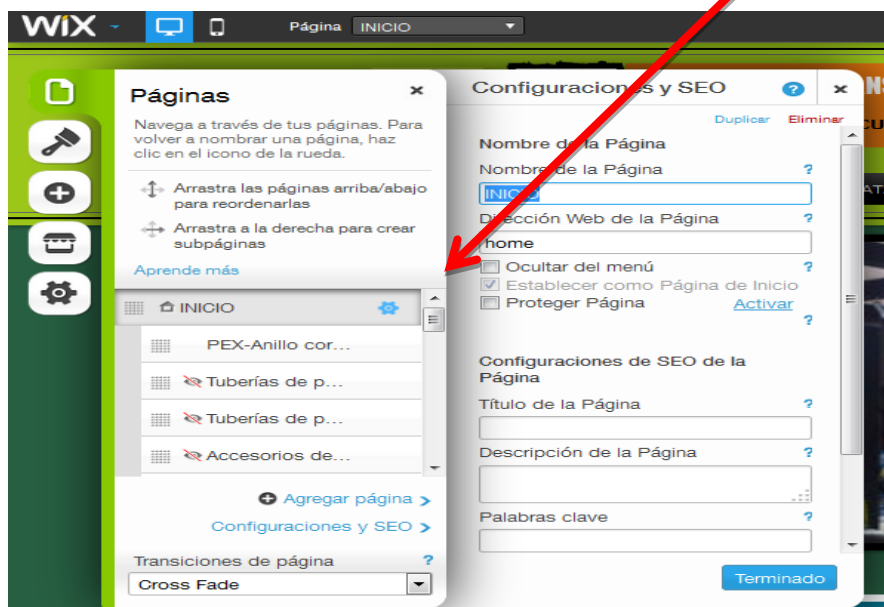 WiX
Página INICIO
Páginas
Navega a través de tus páginas. Para
volver a nombrar una página, haz
clic en el icono de la rueda.
Arrastra las páginas arriba/abajo
para reordenarlas
Arrastra a la derecha para crear
subpáginas
Aprende más
INICIO
PEX-Anillo cor...
Tuberías de p...
Tuberías de p...
Accesorios de...
Agregar página >
Configuraciones y SEO >
Transiciones de página ?
Cross Fade
Configuraciones y SEO ?
Duplicar Eliminar
Nombre de la Página
Nombre de la Página ?
INICIO
Dirección Web de la Página ?
home
Ocultar del menú ?
Establecer como Página de Inicio
Proteger Página Activar
?
Configuraciones de SEO de la
Página
Título de la Página ?
Descripción de la Página ?
Palabras clave ?
Terminado